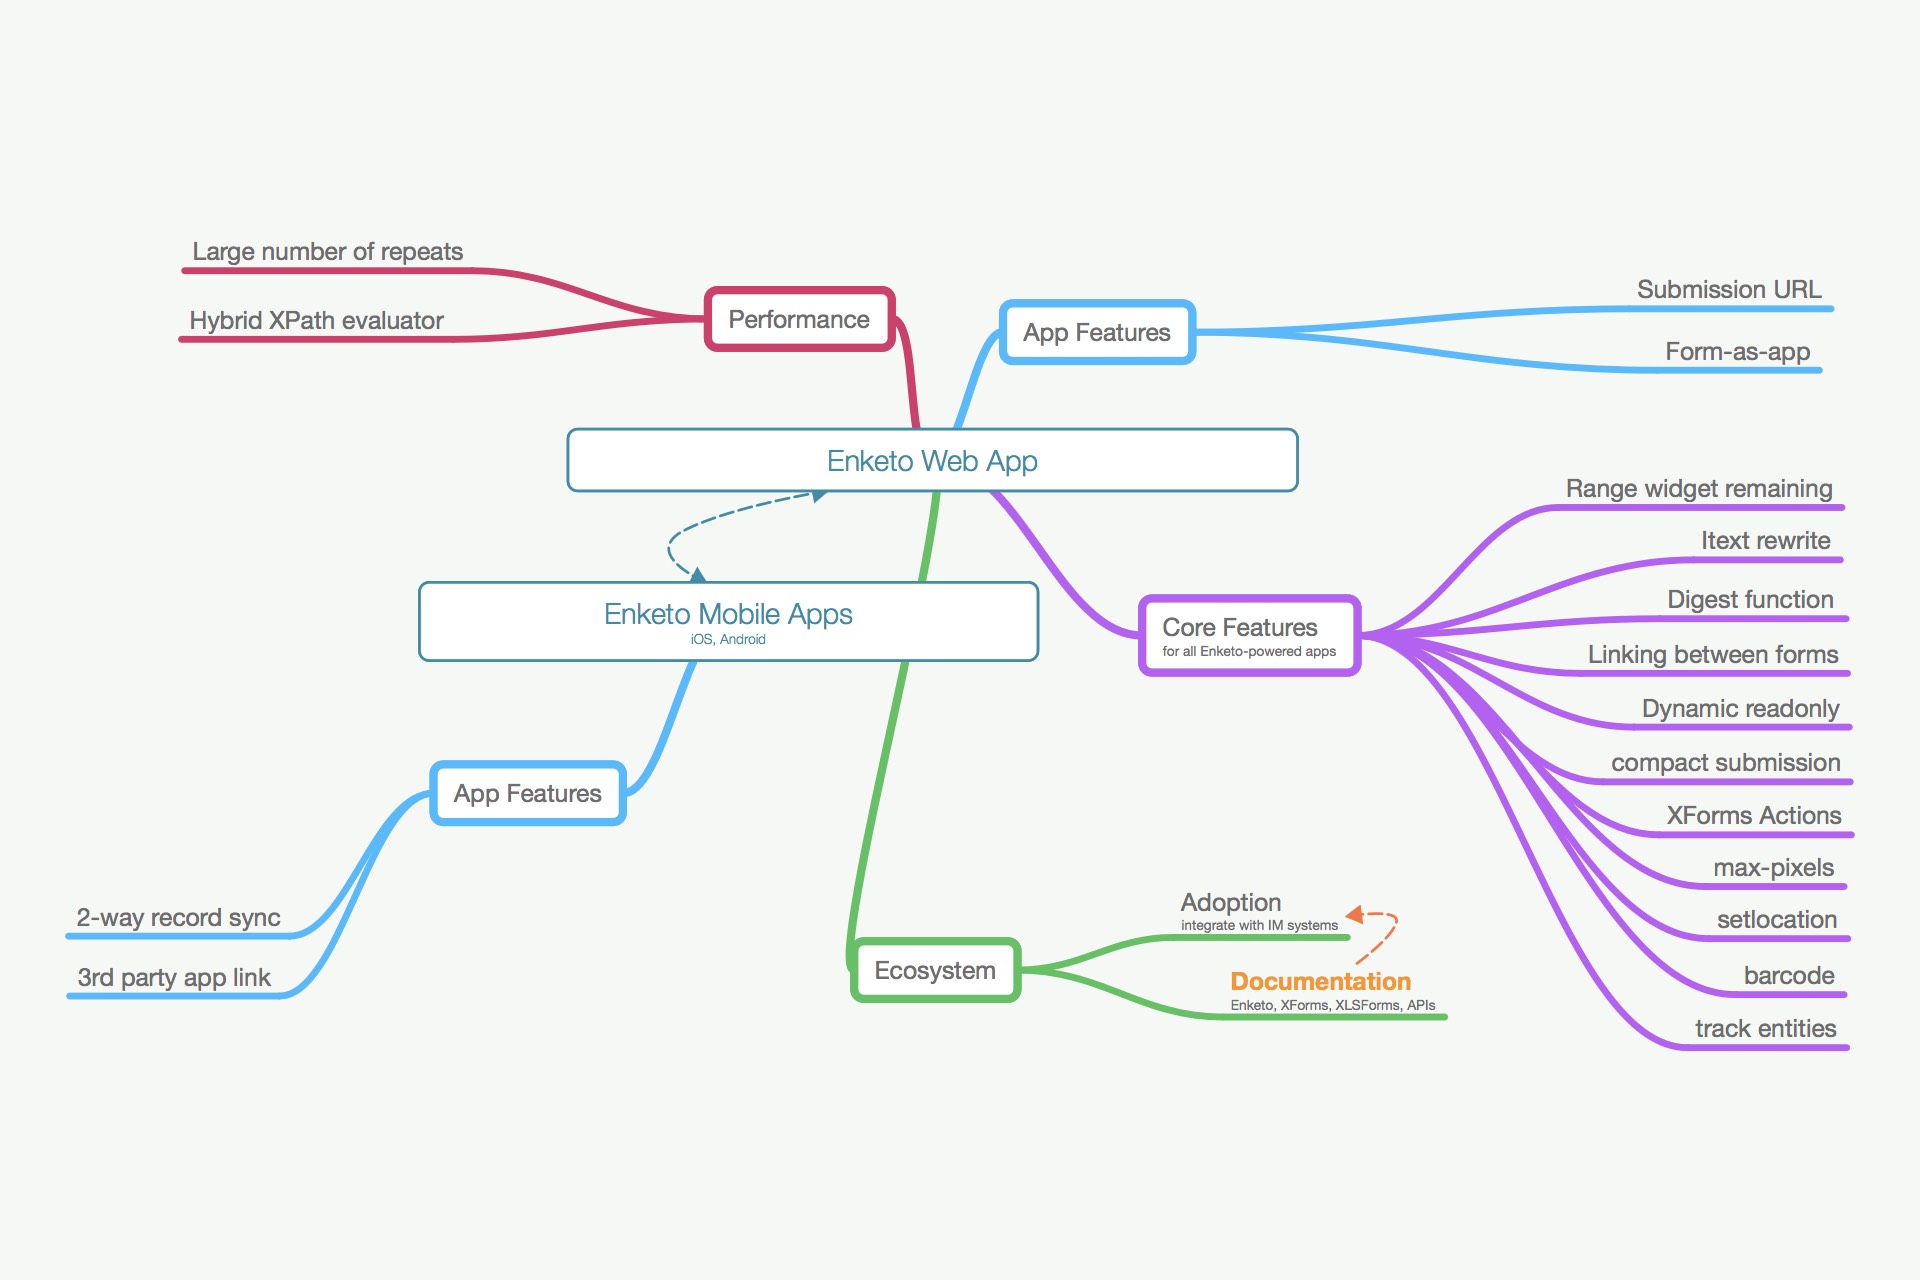 Large number of repeats
Hybrid XPath evaluator
Performance
App Features
Submission URL
Form-as-app
Enketo Web App
Enketo Mobile Apps
iOS, Android
Core Features
for all Enketo-powered apps
Range widget remaining
Itext rewrite
Digest function
Linking between forms
Dynamic readonly
compact submission
XForms Actions
max-pixels
setlocation
barcode
track entities
App Features
2-way record sync
3rd party app link
Ecosystem
Adoption
integrate with IM systems
Documentation
Enketo, XForms, XLSForms, APIs